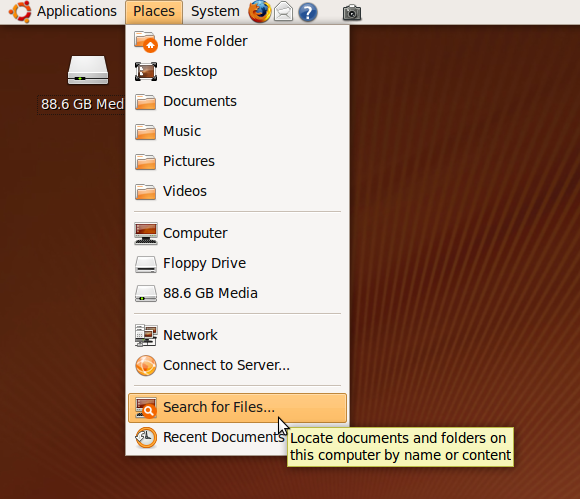 Applications Places System
88.6 GB Med
Home Folder
Desktop
Documents
Music
Pictures
Videos
Computer
Floppy Drive
88.6 GB Media
Network
Connect to Server...
Search for Files...
Recent Documents
Locate documents and folders on
this computer by name or content